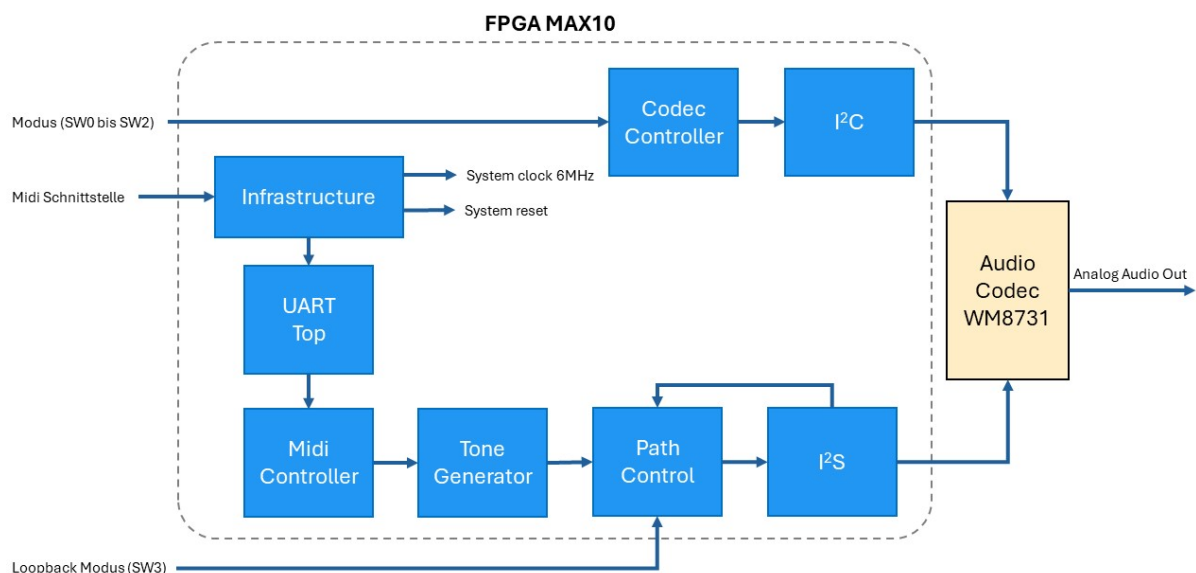 FPGA MAX10
Modus (SW0 bis SW2)
Codec
Controller
I²C
Midi Schnittstelle
Infrastructure
System clock 6MHz
System reset
UART
Top
Audio
Codec
WM8731
Analog Audio Out
Midi
Controller
Tone
Generator
Path
Control
I²S
Loopback Modus (SW3)